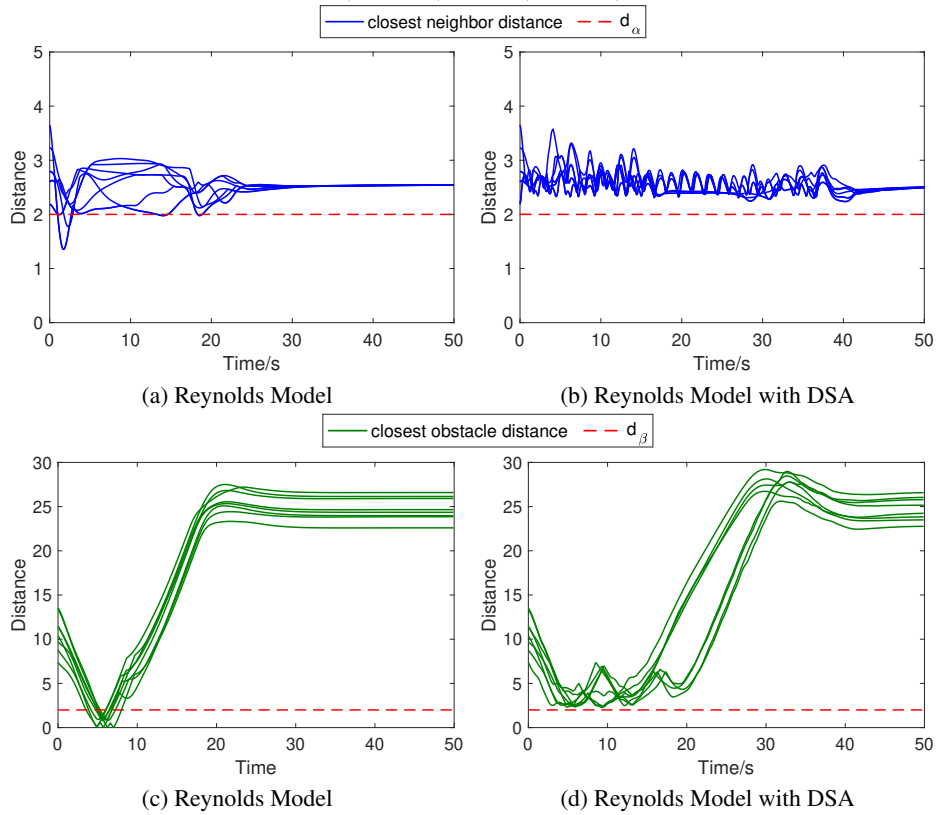 closest neighbor distance d_α
5 5
4 4
3 3
2 2
1 1
0 0
Distance Distance
0 10 20 30 40 50 0 10 20 30 40 50
Time/s Time/s
(a) Reynolds Model (b) Reynolds Model with DSA
closest obstacle distance d_β
30 30
25 25
20 20
15 15
10 10
5 5
0 0
Distance Distance
0 10 20 30 40 50 0 10 20 30 40 50
Time Time/s
(c) Reynolds Model (d) Reynolds Model with DSA